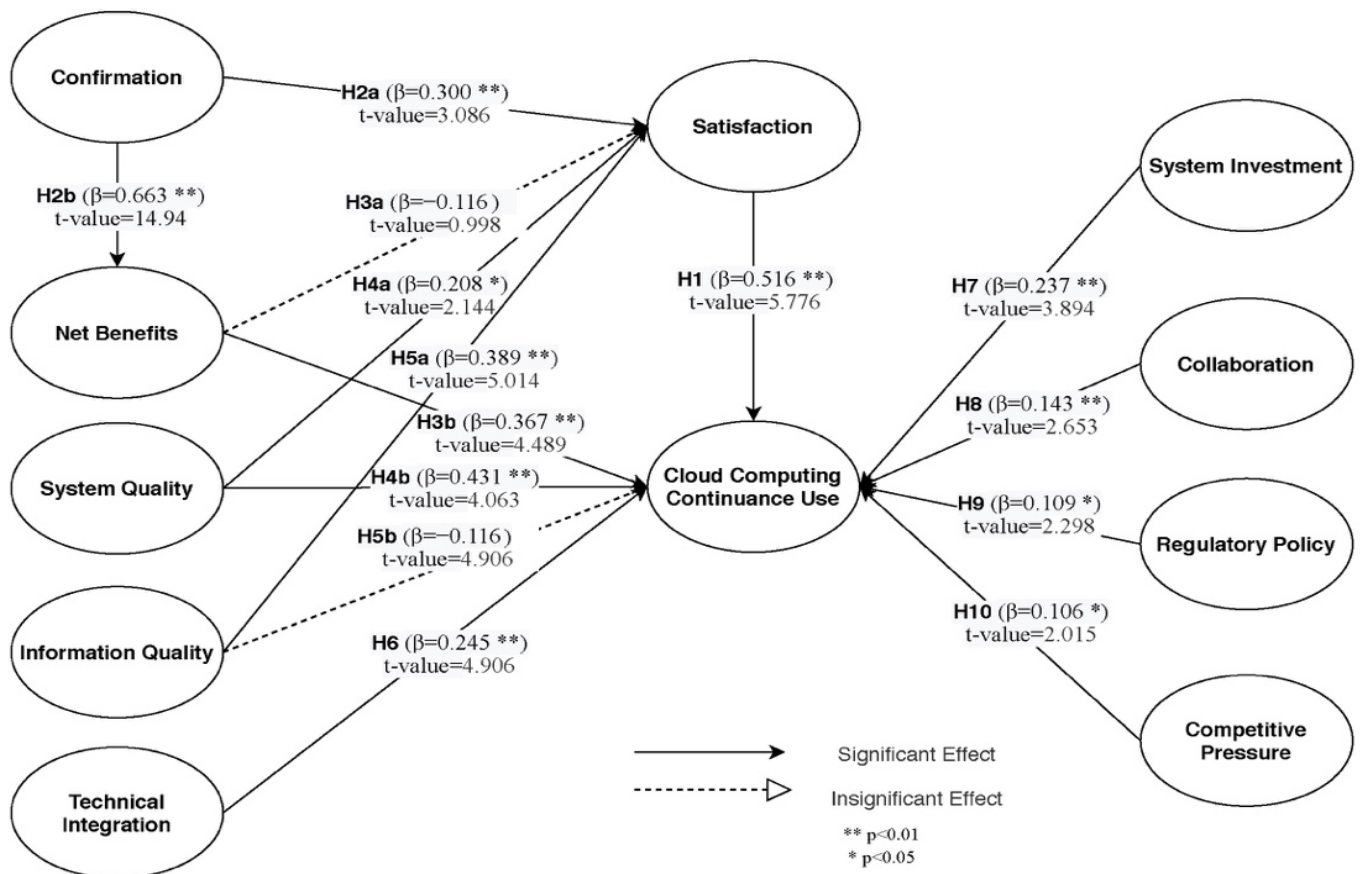 Confirmation
H2a (β=0.300 **)
t-value=3.086
Satisfaction
System Investment
H2b (β=0.663 **)
t-value=14.94
H3a (β=−0.116)
t-value=0.998
Net Benefits
H4a (β=0.208 *)
t-value=2.144
H1 (β=0.516 **)
t-value=5.776
H7 (β=0.237 **)
t-value=3.894
Collaboration
H5a (β=0.389 **)
t-value=5.014
H8 (β=0.143 **)
t-value=2.653
H3b (β=0.367 **)
t-value=4.489
System Quality
H4b (β=0.431 **)
t-value=4.063
Cloud Computing
Continuance Use
H9 (β=0.109 *)
t-value=2.298
Regulatory Policy
H5b (β=−0.116)
t-value=4.906
Information Quality
H6 (β=0.245 **)
t-value=4.906
H10 (β=0.106 *)
t-value=2.015
Competitive
Pressure
Technical
Integration
Significant Effect
Insignificant Effect
** p<0.01
* p<0.05